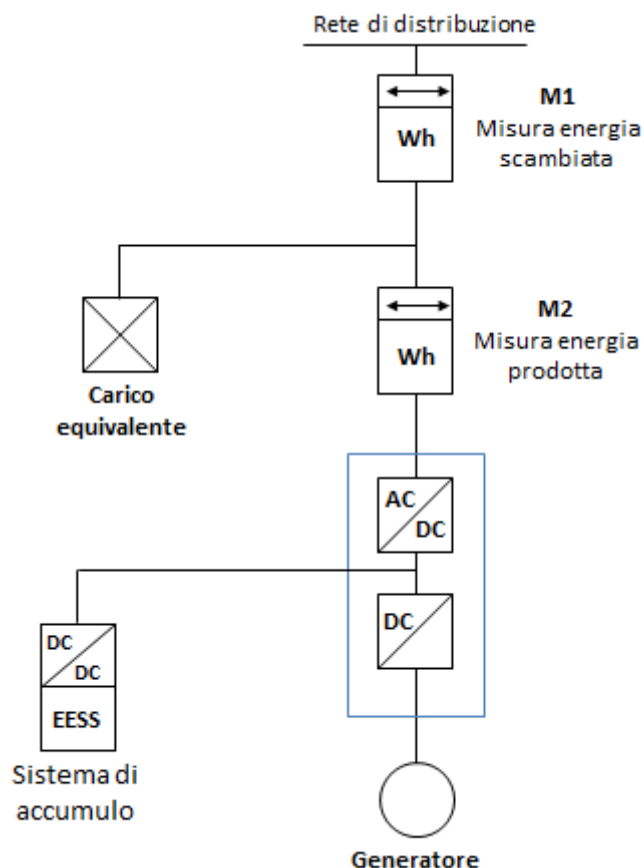 Rete di distribuzione
M1
Misura energia
scambiata
Wh
M2
Misura energia
prodotta
Wh
Carico
equivalente
AC
DC
DC
DC
DC
EESS
Sistema di
accumulo
Generatore